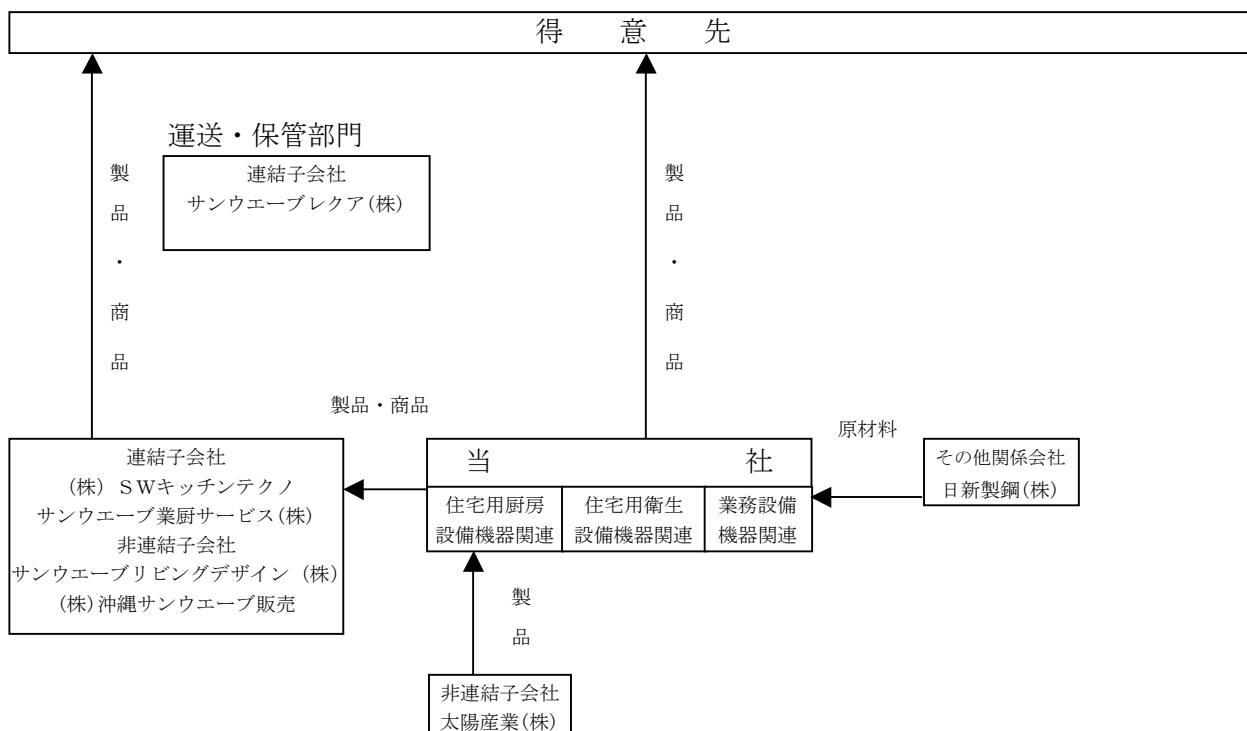 得意先
運送・保管部門
連結子会社
サンウエーブレクア(株)
製品・商品
製品・商品
製品・商品
原材料
連結子会社
(株) SWキッチンテクノ
サンウエーブ業厨サービス(株)
非連結子会社
サンウエーブリビングデザイン (株)
(株)沖縄サンウエーブ販売
当社
住宅用厨房
設備機器関連
住宅用衛生
設備機器関連
業務設備
機器関連
その他関係会社
日新製鋼(株)
製品
非連結子会社
太陽産業(株)